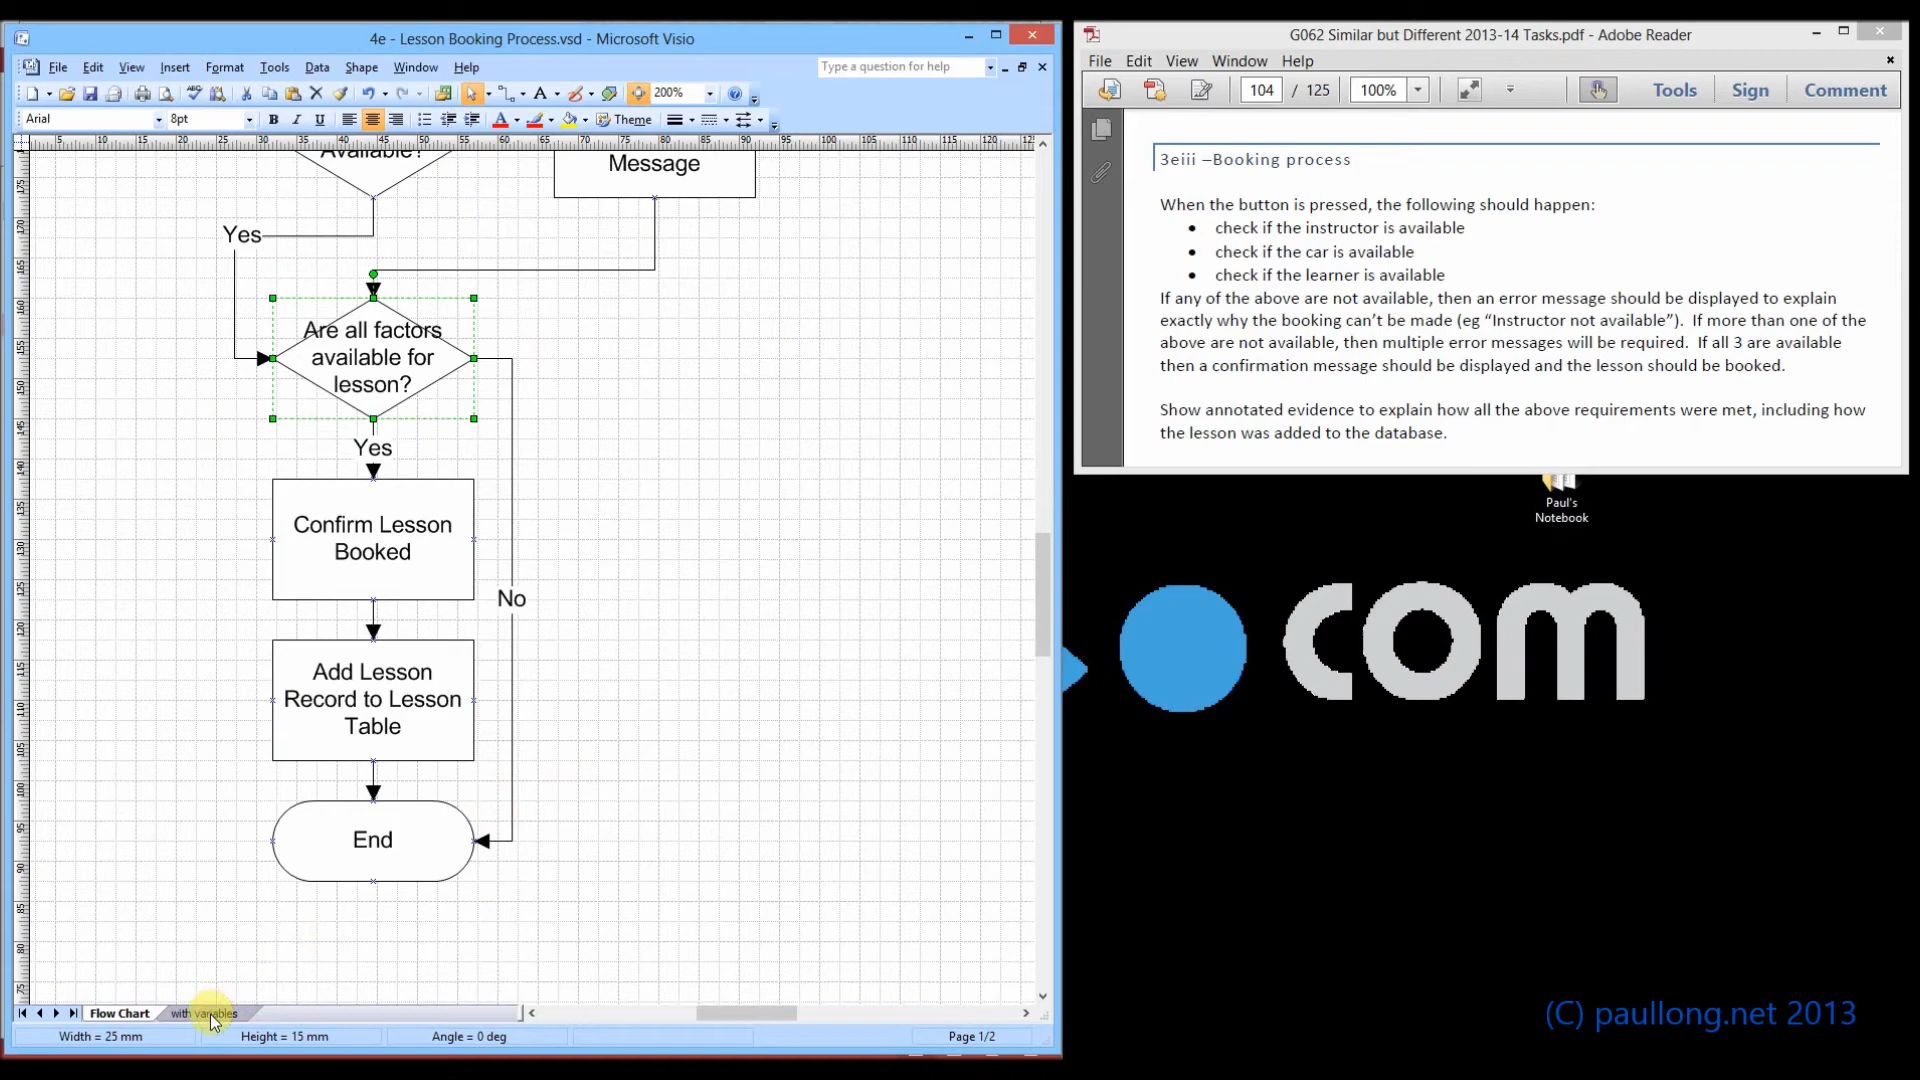 4e - Lesson Booking Process.vsd - Microsoft Visio
File Edit View Insert Format Tools Data Shape Window Help
Type a question for help
200%
Arial 8pt B I U A Theme
Available?
Message
Yes
Are all factors
available for
lesson?
Yes
Confirm Lesson
Booked
No
Add Lesson
Record to Lesson
Table
End
Flow Chart with variables
Width = 25 mm Height = 15 mm Angle = 0 deg Page 1/2
G062 Similar but Different 2013-14 Tasks.pdf - Adobe Reader
File Edit View Window Help
104 / 125 100% Tools Sign Comment
3eiii –Booking process
When the button is pressed, the following should happen:
• check if the instructor is available
• check if the car is available
• check if the learner is available
If any of the above are not available, then an error message should be displayed to explain
exactly why the booking can’t be made (eg “Instructor not available”). If more than one of the
above are not available, then multiple error messages will be required. If all 3 are available
then a confirmation message should be displayed and the lesson should be booked.
Show annotated evidence to explain how all the above requirements were met, including how
the lesson was added to the database.
Paul's
Notebook
com
(C) paullong.net 2013